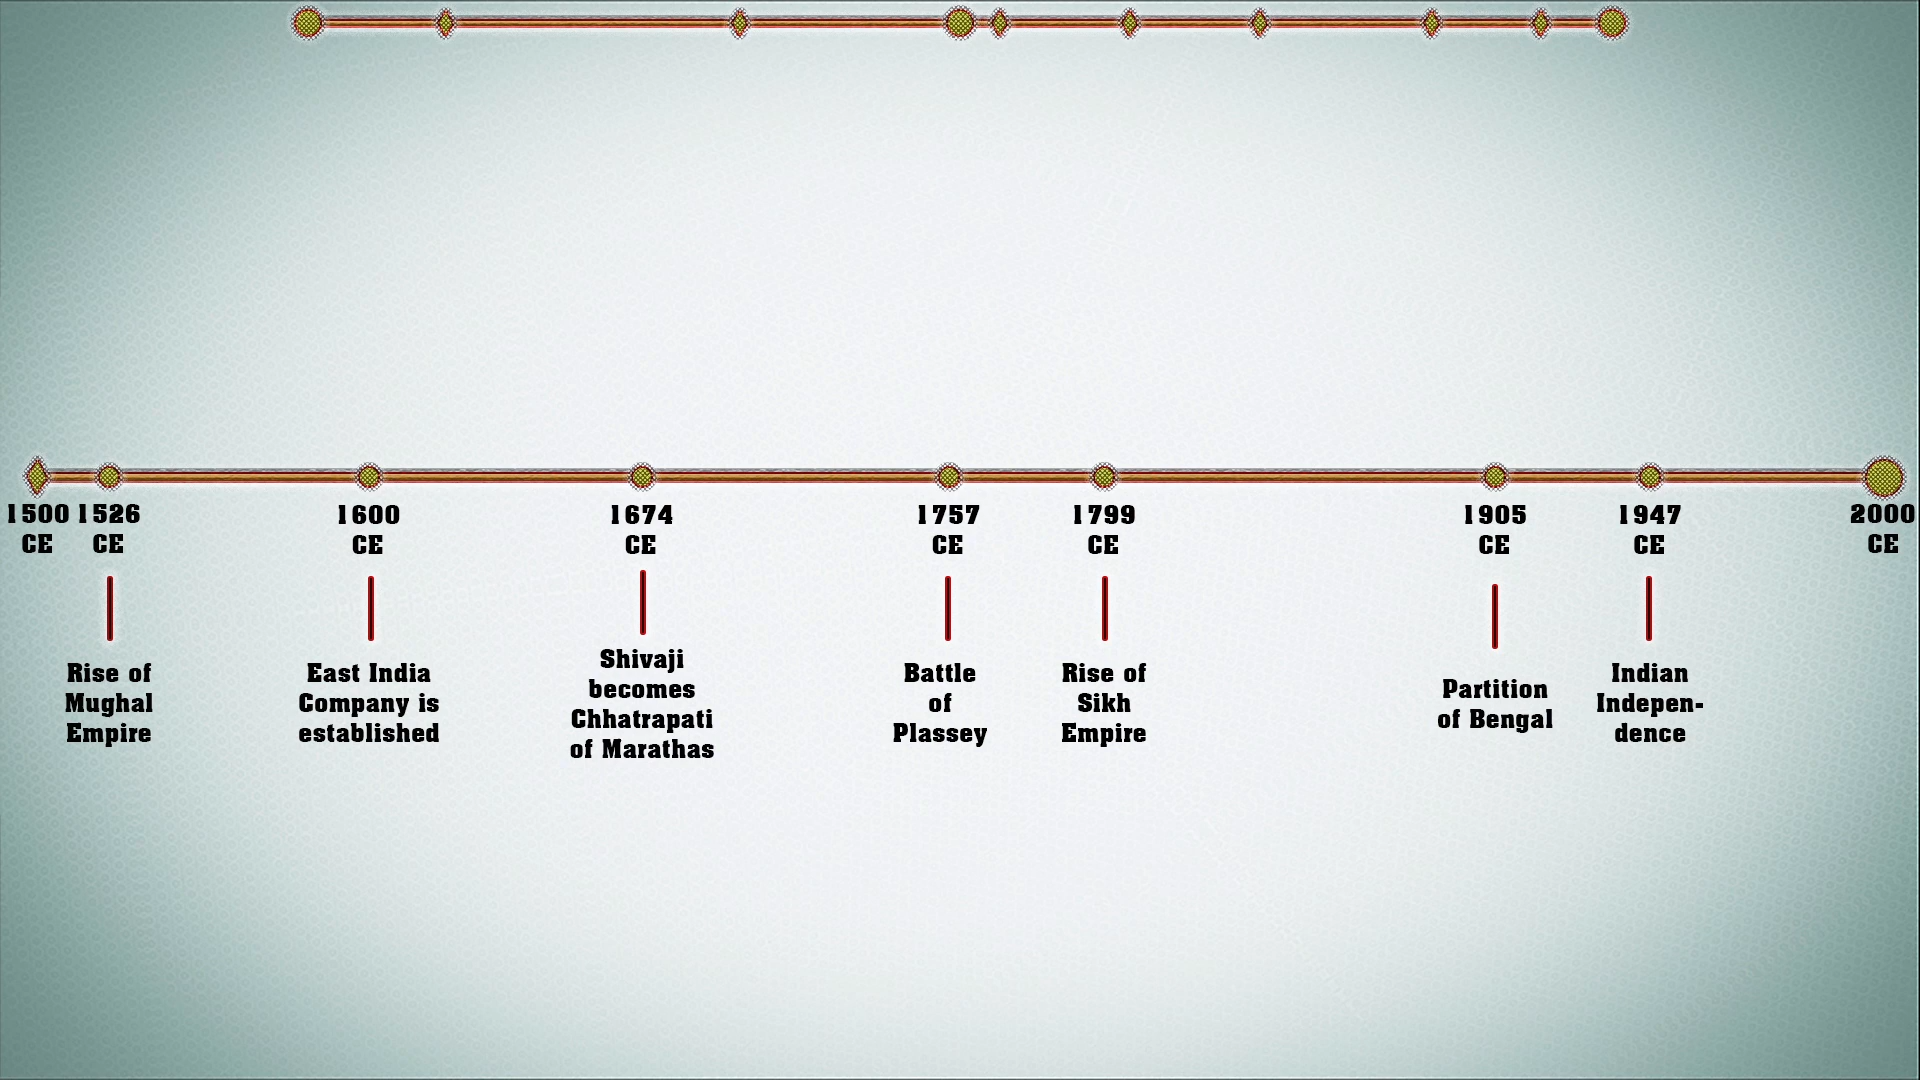 1500 CE
1526 CE
1600 CE
1674 CE
1757 CE
1799 CE
1905 CE
1947 CE
2000 CE
Rise of
Mughal
Empire
East India
Company is
established
Shivaji
becomes
Chhatrapati
of Marathas
Battle
of
Plassey
Rise of
Sikh
Empire
Partition
of Bengal
Indian
Indepen-
dence